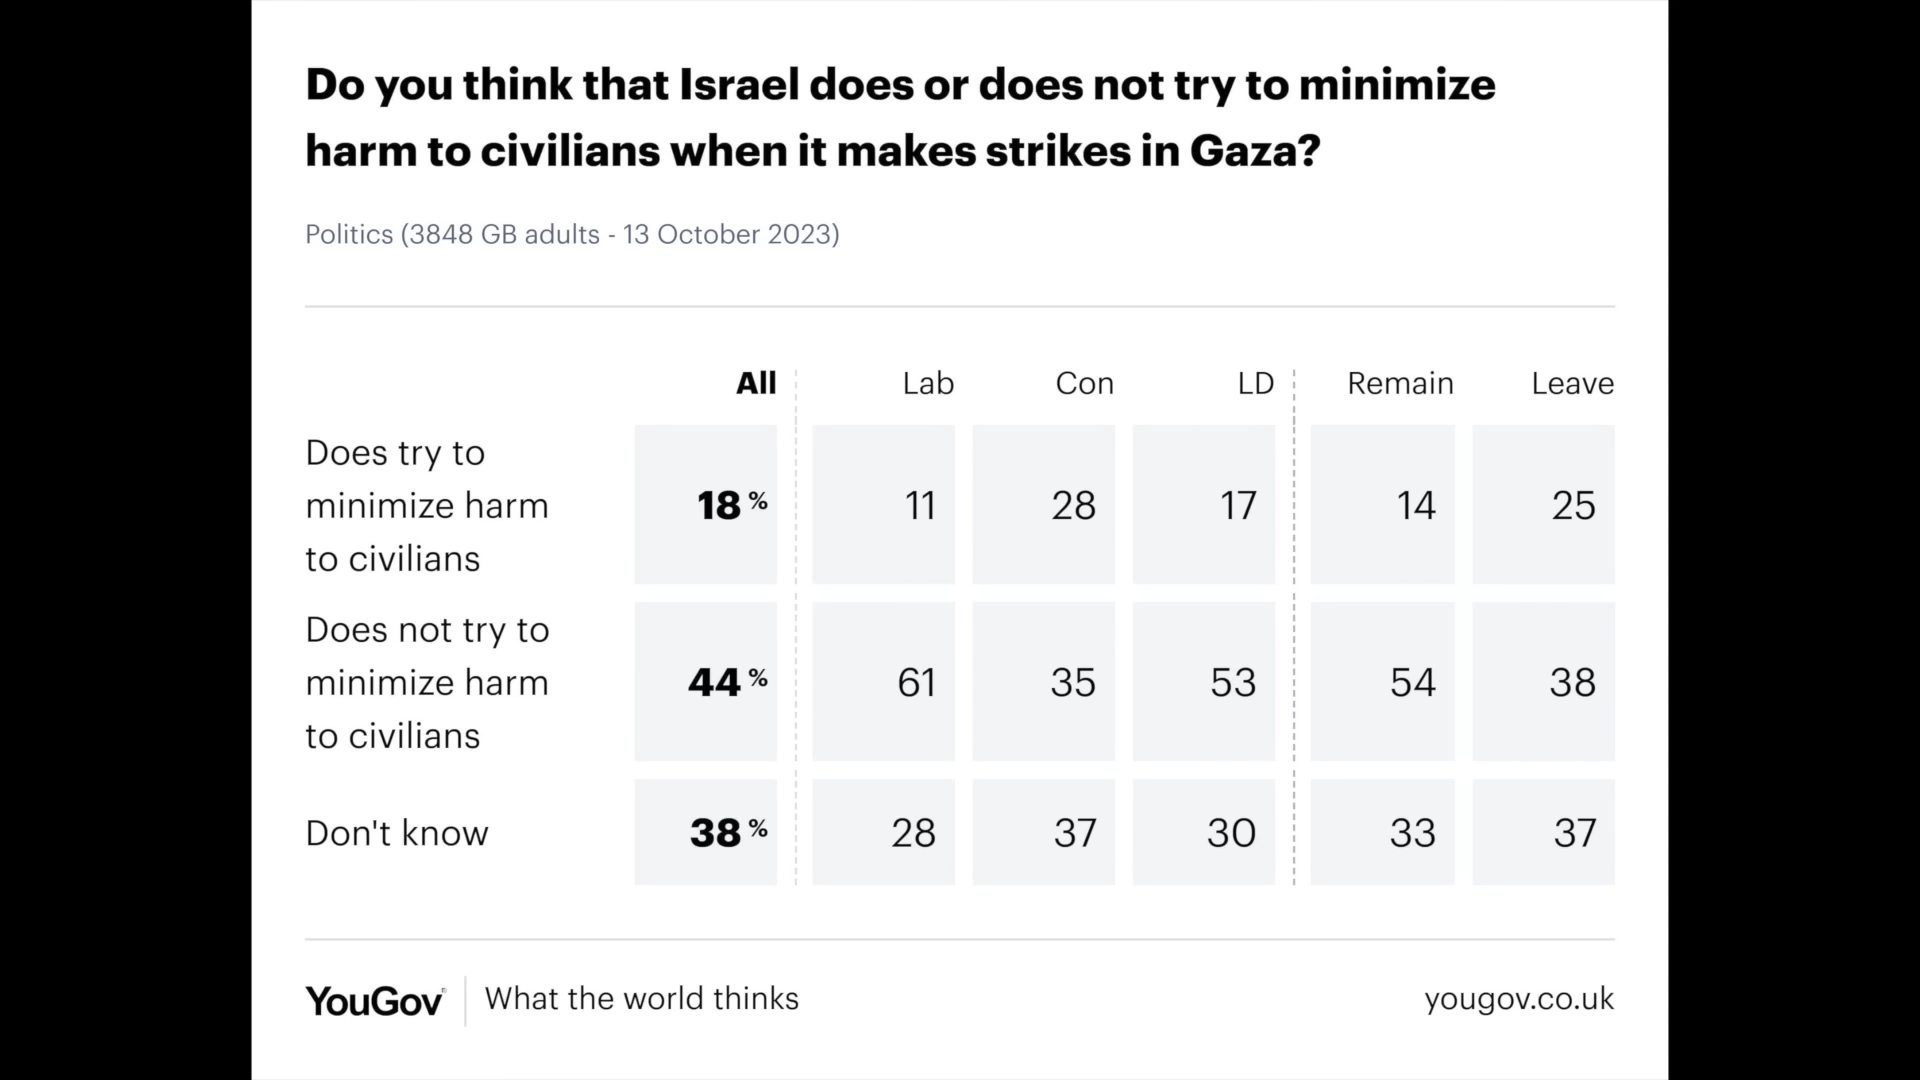 Do you think that Israel does or does not try to minimize
harm to civilians when it makes strikes in Gaza?
Politics (3848 GB adults - 13 October 2023)
All Lab Con LD Remain Leave
Does try to
minimize harm
to civilians
18 % 11 28 17 14 25
Does not try to
minimize harm
to civilians
44 % 61 35 53 54 38
Don't know 38 % 28 37 30 33 37
YouGov What the world thinks yougov.co.uk